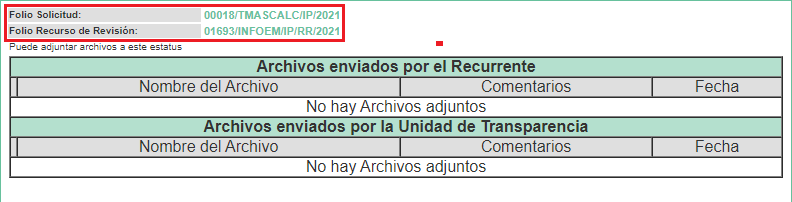 Folio Solicitud: 00018/TMASCALC/IP/2021
Folio Recurso de Revisión: 01693/INFOEM/IP/RR/2021
Puede adjuntar archivos a este estatus
Archivos enviados por el Recurrente
Nombre del Archivo Comentarios Fecha
No hay Archivos adjuntos
Archivos enviados por la Unidad de Transparencia
Nombre del Archivo Comentarios Fecha
No hay Archivos adjuntos